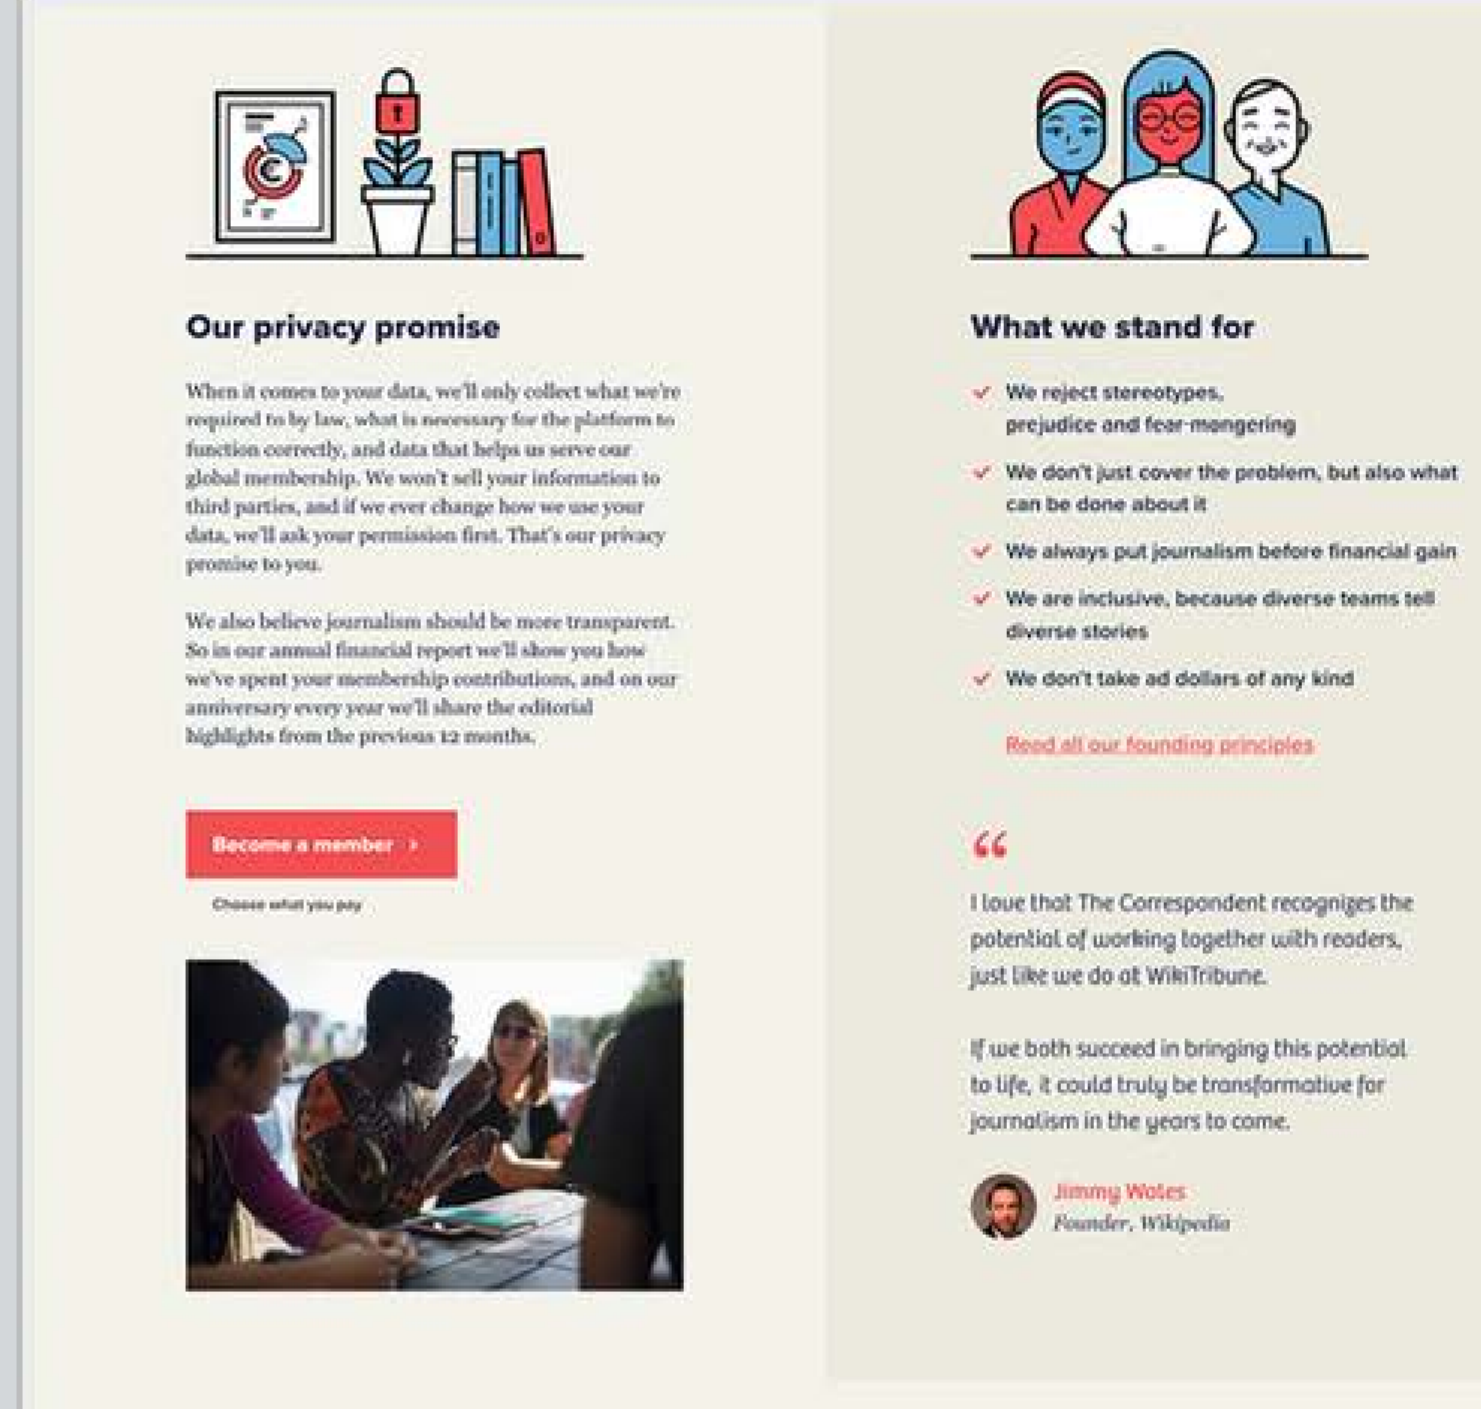 Our privacy promise
When it comes to your data, we'll only collect what we're
required to by law, what is necessary for the platform to
function correctly, and data that helps us serve our
global membership. We won't sell your information to
third parties, and if we ever change how we use your
data, we'll ask your permission first. That's our privacy
promise to you.
We also believe journalism should be more transparent.
So in our annual financial report we'll show you how
we've spent your membership contributions, and on our
anniversary every year we'll share the editorial
highlights from the previous 12 months.
Become a member ›
Choose what you pay
What we stand for
We reject stereotypes,
prejudice and fear-mongering
We don't just cover the problem, but also what
can be done about it
We always put journalism before financial gain
We are inclusive, because diverse teams tell
diverse stories
We don't take ad dollars of any kind
Read all our founding principles
“
I love that The Correspondent recognizes the
potential of working together with readers,
just like we do at WikiTribune.
If we both succeed in bringing this potential
to life, it could truly be transformative for
journalism in the years to come.
Jimmy Wales
Founder, Wikipedia